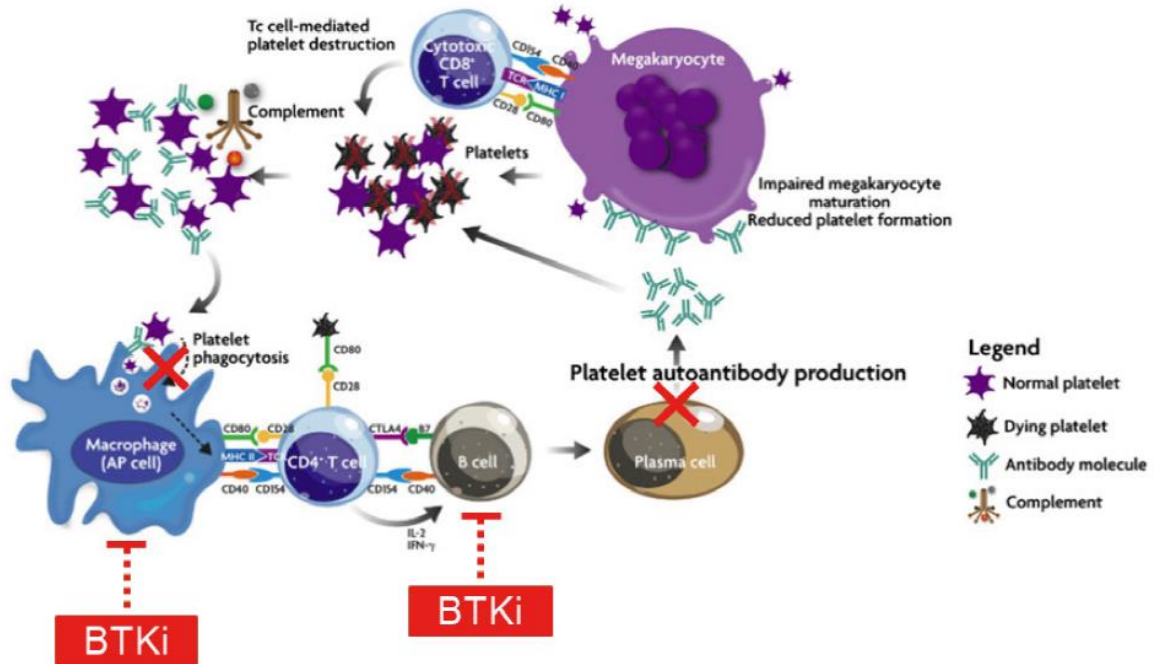 Tc cell-mediated
platelet destruction
Cytotoxic
CD8+
T cell
CD154
CD40
TCR
MHC I
CD28
CD80
Megakaryocyte
Complement
Platelets
Impaired megakaryocyte
maturation
Reduced platelet formation
Platelet
phagocytosis
CD80
CD28
Platelet autoantibody production
Macrophage
(AP cell)
CD80
CD28
MHC II
CD40
CD154
CD4+ T cell
CTLA4
B7
CD154
CD40
B cell
Plasma cell
IL-2
IFN-γ
BTKi
BTKi
Legend
Normal platelet
Dying platelet
Antibody molecule
Complement